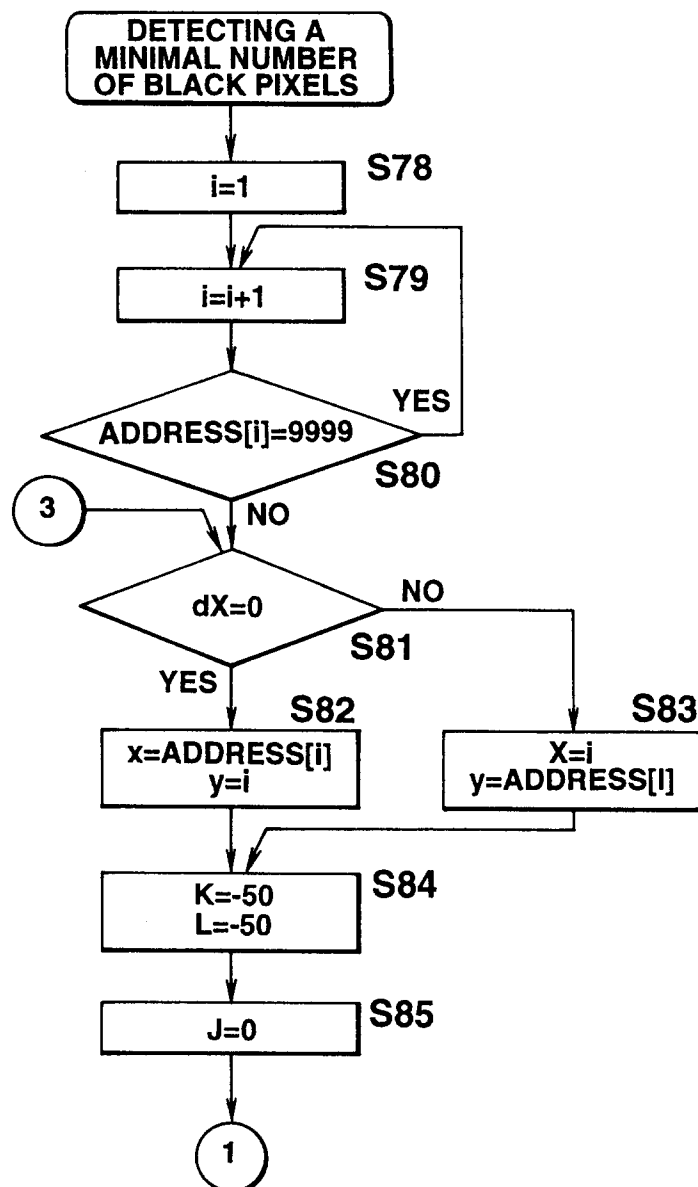 DETECTING A
MINIMAL NUMBER
OF BLACK PIXELS
S78
i=1
S79
i=i+1
YES
ADDRESS[i]=9999
S80
3
NO
dX=0
NO
S81
YES
S82
x=ADDRESS[i]
y=i
S83
X=i
y=ADDRESS[I]
S84
K=-50
L=-50
S85
J=0
1